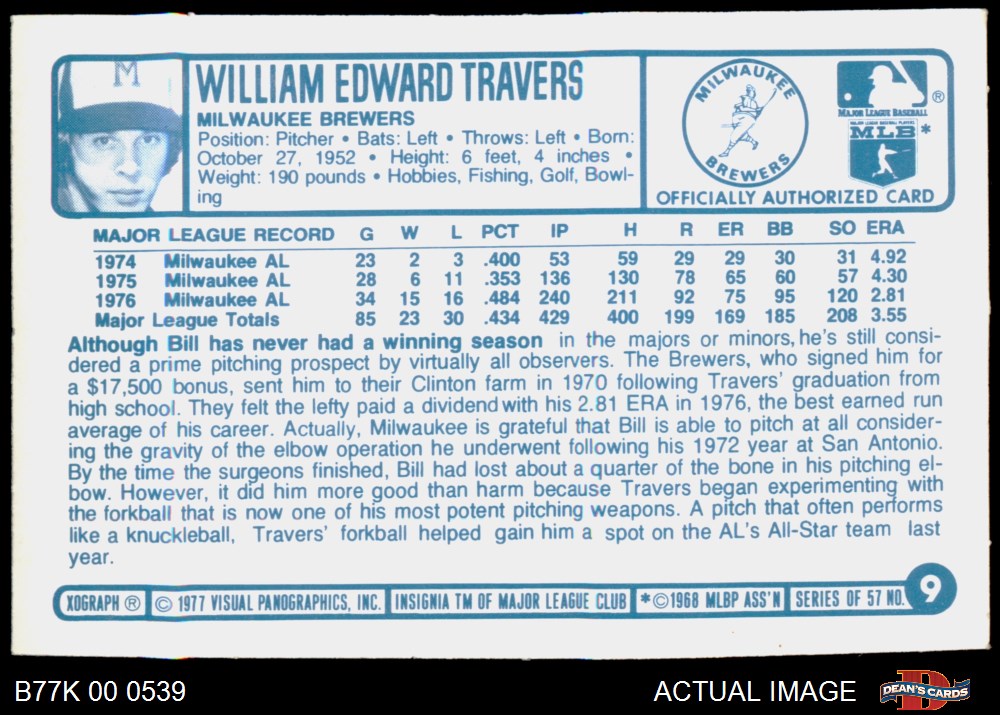 M
WILLIAM EDWARD TRAVERS
MILWAUKEE BREWERS
Position: Pitcher • Bats: Left • Throws: Left • Born:
October 27, 1952 • Height: 6 feet, 4 inches •
Weight: 190 pounds • Hobbies, Fishing, Golf, Bowl-
ing
MILWAUKEE
BREWERS
®
MAJOR LEAGUE BASEBALL
MAJOR LEAGUE BASEBALL PLAYERS
MLB *
OFFICIALLY AUTHORIZED CARD
MAJOR LEAGUE RECORD G W L PCT IP H R ER BB SO ERA
1974 Milwaukee AL 23 2 3 .400 53 59 29 29 30 31 4.92
1975 Milwaukee AL 28 6 11 .353 136 130 78 65 60 57 4.30
1976 Milwaukee AL 34 15 16 .484 240 211 92 75 95 120 2.81
Major League Totals 85 23 30 .434 429 400 199 169 185 208 3.55
Although Bill has never had a winning season in the majors or minors, he's still consi-
dered a prime pitching prospect by virtually all observers. The Brewers, who signed him for
a $17,500 bonus, sent him to their Clinton farm in 1970 following Travers' graduation from
high school. They felt the lefty paid a dividend with his 2.81 ERA in 1976, the best earned run
average of his career. Actually, Milwaukee is grateful that Bill is able to pitch at all consider-
ing the gravity of the elbow operation he underwent following his 1972 year at San Antonio.
By the time the surgeons finished, Bill had lost about a quarter of the bone in his pitching el-
bow. However, it did him more good than harm because Travers began experimenting with
the forkball that is now one of his most potent pitching weapons. A pitch that often performs
like a knuckleball, Travers' forkball helped gain him a spot on the AL's All-Star team last
year.
XOGRAPH ® © 1977 VISUAL PANOGRAPHICS, INC. INSIGNIA TM OF MAJOR LEAGUE CLUB *©1968 MLBP ASS'N SERIES OF 57 NO. 9
B77K 00 0539
ACTUAL IMAGE
D
DEAN'S CARDS